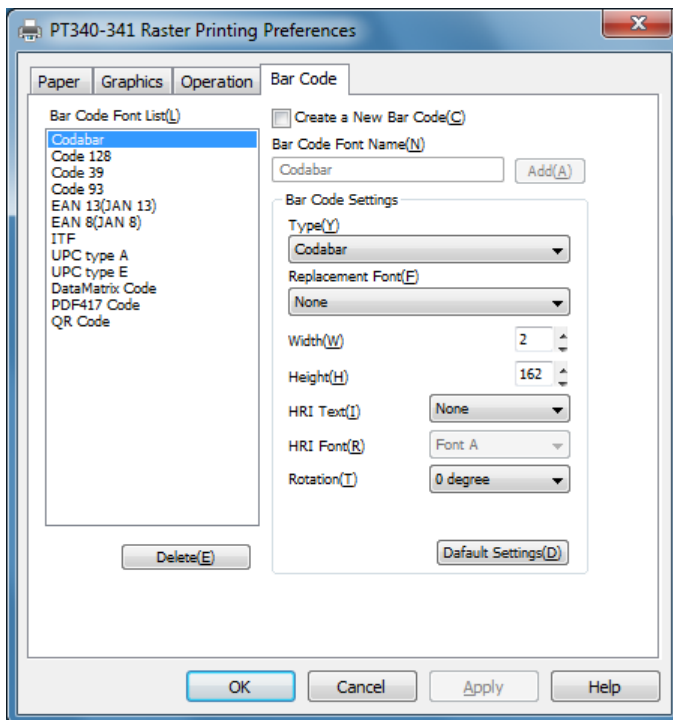 PT340-341 Raster Printing Preferences
X
Paper Graphics Operation Bar Code
Bar Code Font List(L)
Codabar
Code 128
Code 39
Code 93
EAN 13(JAN 13)
EAN 8(JAN 8)
ITF
UPC type A
UPC type E
DataMatrix Code
PDF417 Code
QR Code
Delete(E)
Create a New Bar Code(C)
Bar Code Font Name(N)
Codabar Add(A)
Bar Code Settings
Type(Y)
Codabar
Replacement Font(F)
None
Width(W) 2
Height(H) 162
HRI Text(I) None
HRI Font(R) Font A
Rotation(T) 0 degree
Dafault Settings(D)
OK Cancel Apply Help